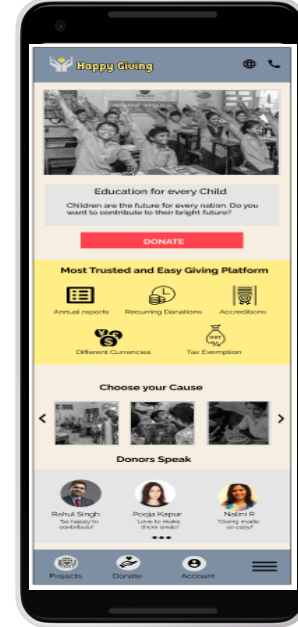 Happy Giving
Education for every Child
Children are the future for every nation. Do you
want to contribute to their bright future?
DONATE
Most Trusted and Easy Giving Platform
Annual reports
Recurring Donations
Accreditions
Different Currencies
Tax Exemption
Choose your Cause
Donors Speak
Rahul Singh
Pooja Kapur
Nalini R
'So happy to
contribute'
'Love to make
them smile'
'Giving made
so easy!'
Projects
Donate
Account